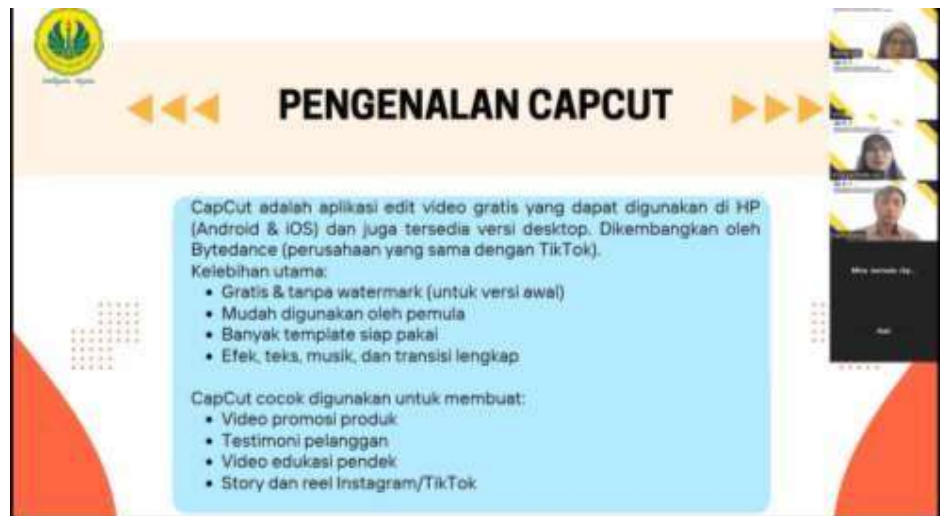 PENGENALAN CAPCUT
CapCut adalah aplikasi edit video gratis yang dapat digunakan di HP
(Android & iOS) dan juga tersedia versi desktop. Dikembangkan oleh
Bytedance (perusahaan yang sama dengan TikTok).
Kelebihan utama:
• Gratis & tanpa watermark (untuk versi awal)
• Mudah digunakan oleh pemula
• Banyak template siap pakai
• Efek, teks, musik, dan transisi lengkap
CapCut cocok digunakan untuk membuat:
• Video promosi produk
• Testimoni pelanggan
• Video edukasi pendek
• Story dan reel Instagram/TikTok